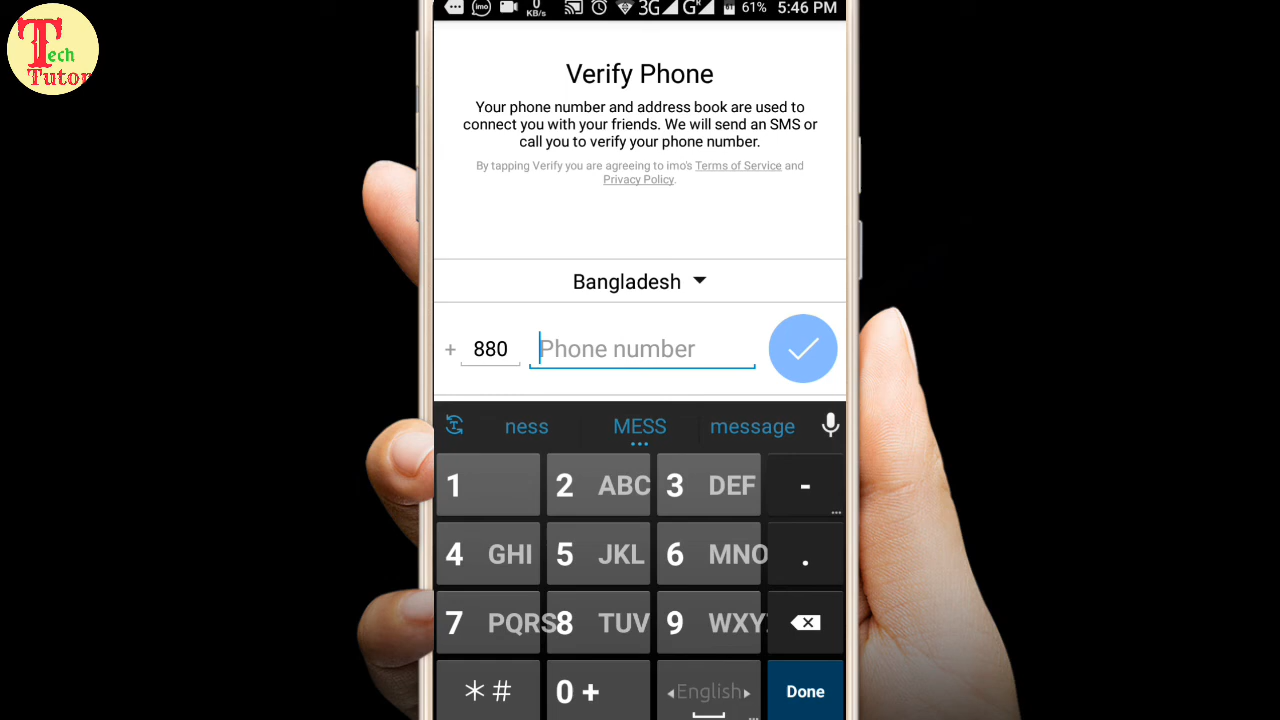 Tech
Tutor
imo
0
KB/s
3G
G
61%
5:46 PM
Verify Phone
Your phone number and address book are used to
connect you with your friends. We will send an SMS or
call you to verify your phone number.
By tapping Verify you are agreeing to imo's Terms of Service and
Privacy Policy.
Bangladesh
+ 880 Phone number
ness MESS message
1 2 ABC 3 DEF -
4 GHI 5 JKL 6 MNO .
7 PQRS 8 TUV 9 WXY
*# 0 + English Done